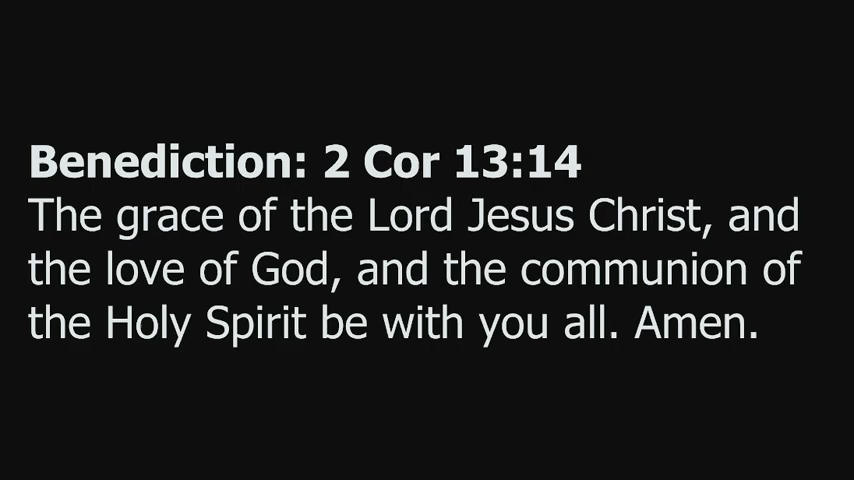 Benediction: 2 Cor 13:14
The grace of the Lord Jesus Christ, and
the love of God, and the communion of
the Holy Spirit be with you all. Amen.